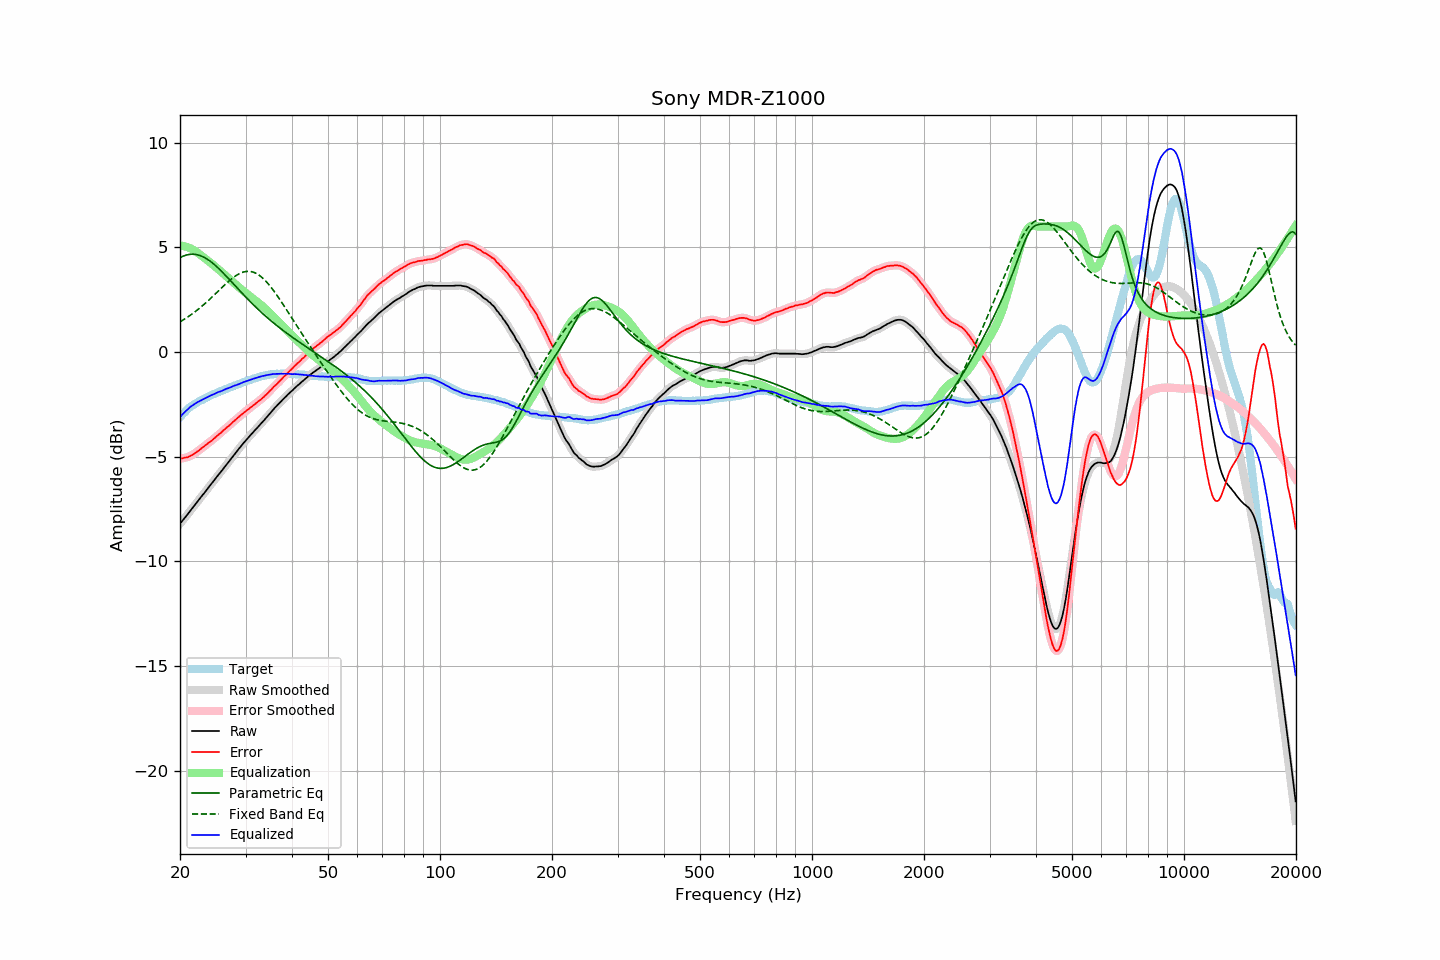 Sony MDR-Z1000
Amplitude (dBr)
10
5
0
−5
−10
−15
−20
Target
Raw Smoothed
Error Smoothed
Raw
Error
Equalization
Parametric Eq
Fixed Band Eq
Equalized
20 50 100 200 500 1000 2000 5000 10000 20000
Frequency (Hz)